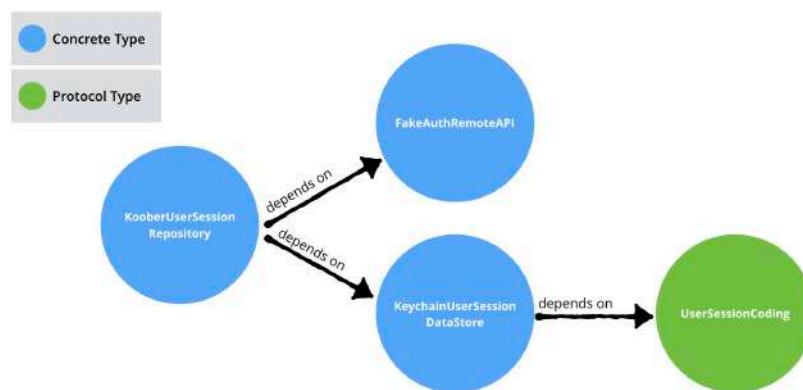 Concrete Type
Protocol Type
FakeAuthRemoteAPI
depends on
KooberUserSession
Repository
depends on
KeychainUserSession
DataStore
depends on
UserSessionCoding